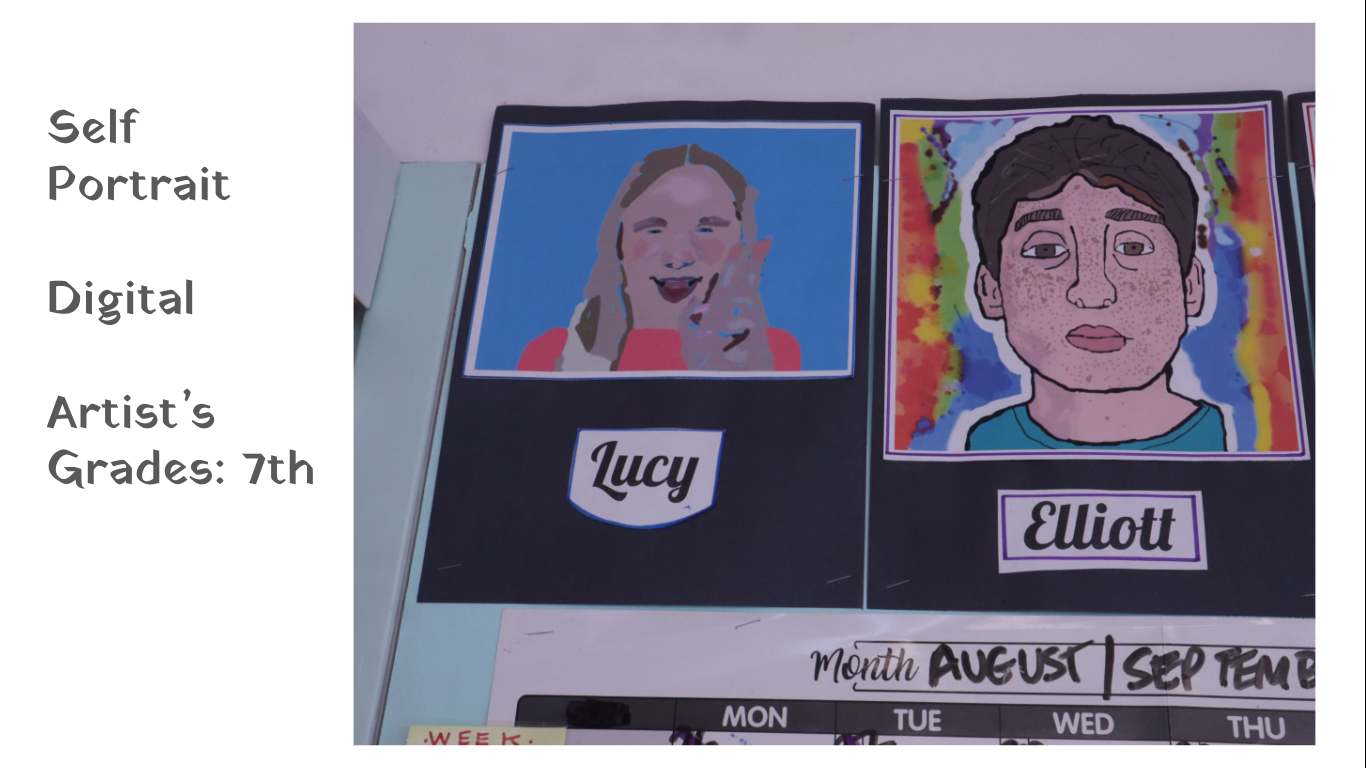 Self
Portrait
Digital
Artist's
Grades: 7th
Lucy
Elliott
Month AUGUST | SEPTEMB
MON TUE WED THU
·WEEK·